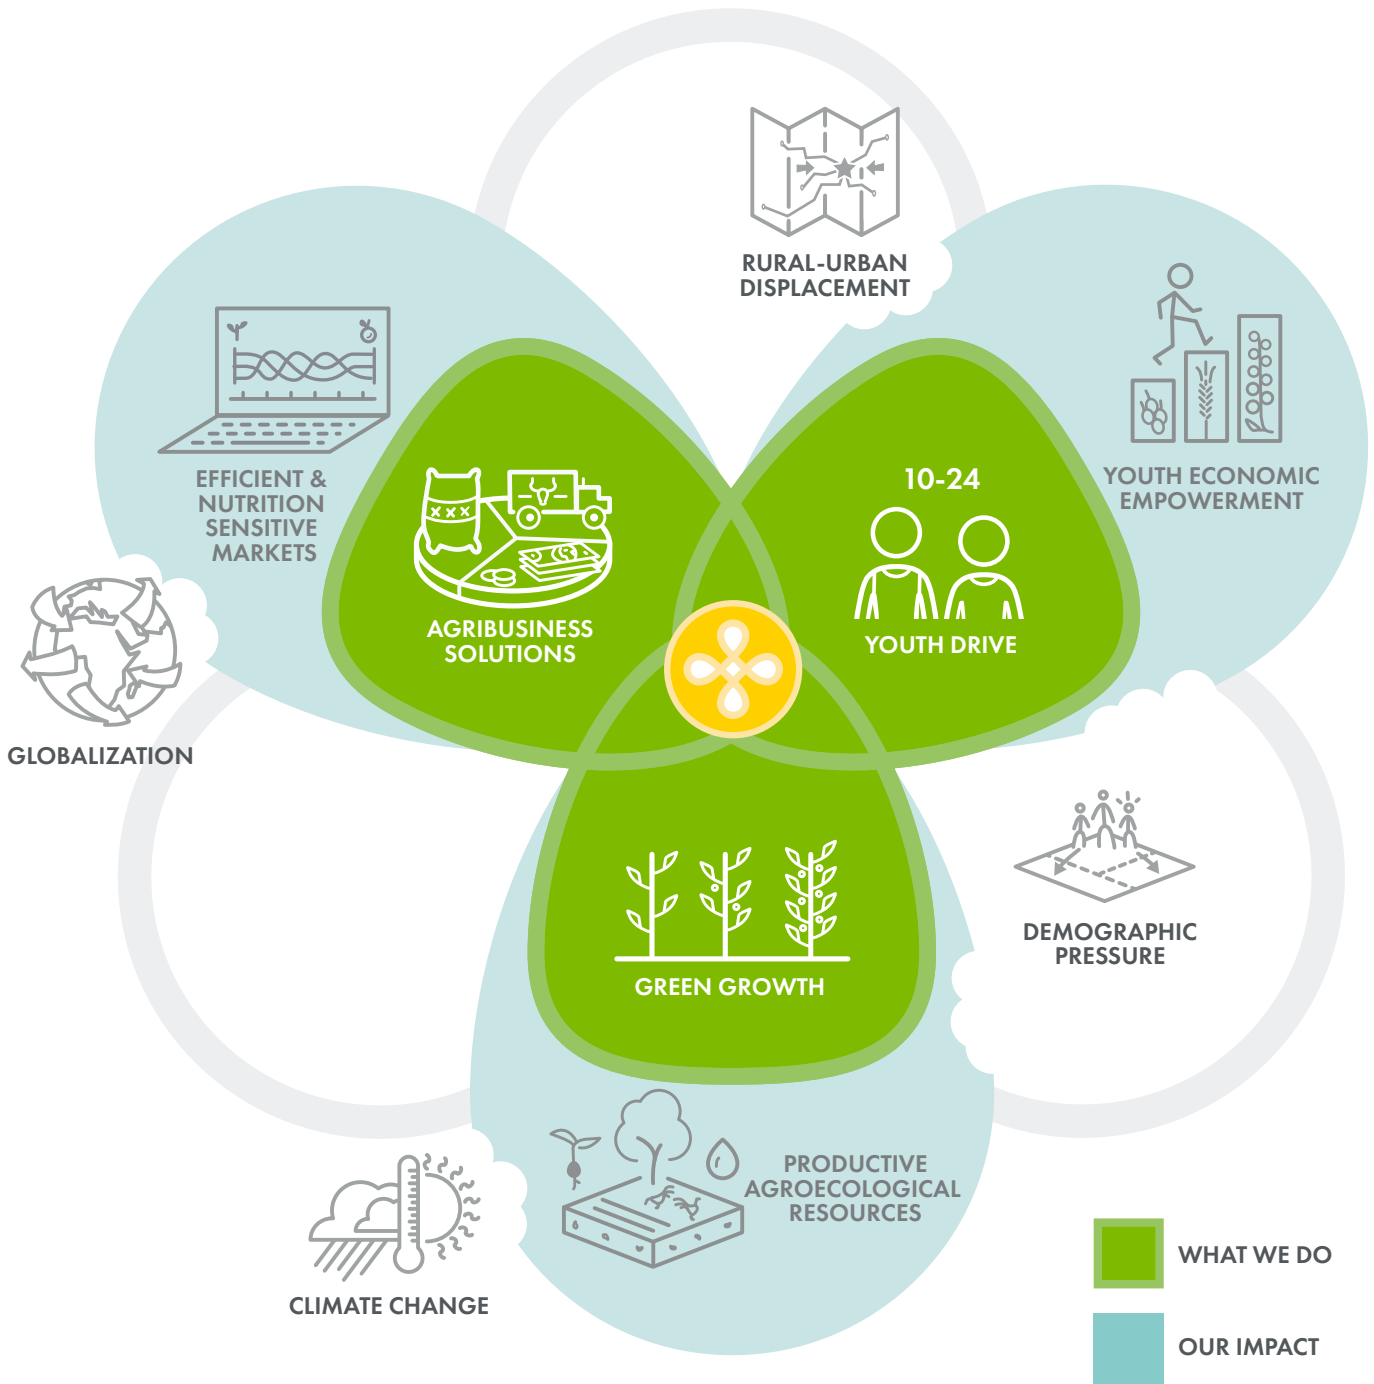 RURAL-URBAN
DISPLACEMENT
EFFICIENT &
NUTRITION
SENSITIVE
MARKETS
10-24
YOUTH ECONOMIC
EMPOWERMENT
XXX
AGRIBUSINESS
SOLUTIONS
YOUTH DRIVE
GLOBALIZATION
DEMOGRAPHIC
PRESSURE
GREEN GROWTH
PRODUCTIVE
AGROECOLOGICAL
RESOURCES
CLIMATE CHANGE
WHAT WE DO
OUR IMPACT